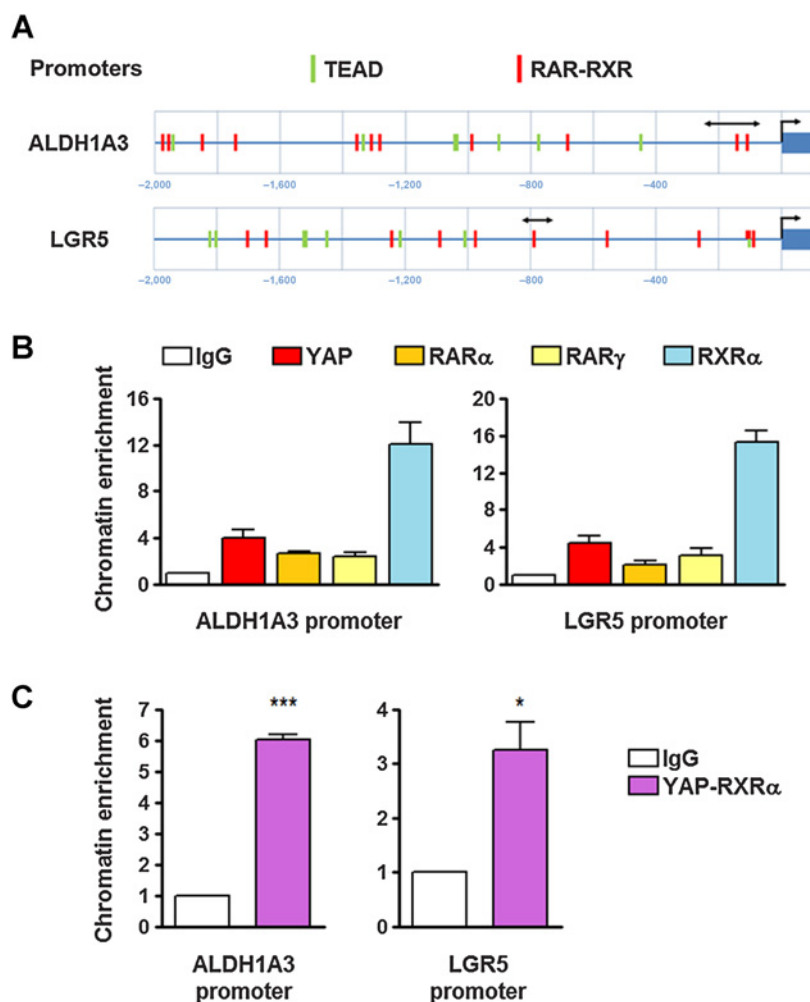 A
Promoters TEAD RAR-RXR
ALDH1A3
–2,000 –1,600 –1,200 –800 –400
LGR5
–2,000 –1,600 –1,200 –800 –400
B
IgG YAP RARα RARγ RXRα
Chromatin enrichment
16
12
8
4
0
ALDH1A3 promoter
20
16
12
8
4
0
LGR5 promoter
C
Chromatin enrichment
7
6
5
4
3
2
1
0
***
ALDH1A3
promoter
4
3
2
1
0
*
LGR5
promoter
IgG
YAP-RXRα